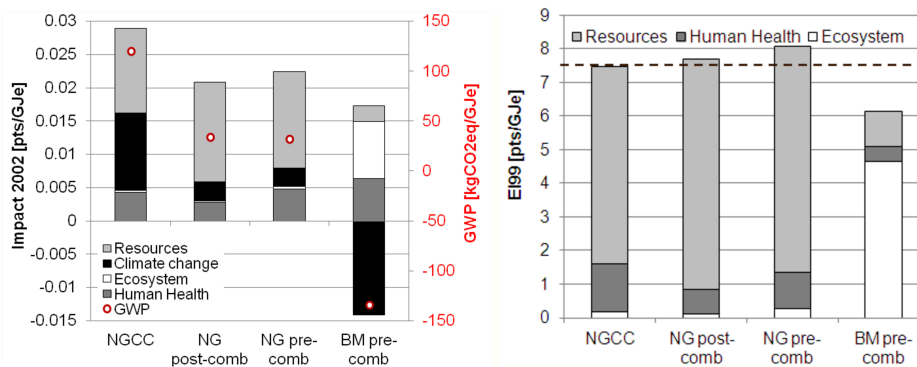 Impact 2002 [pts/GJe]
0.03
0.025
0.02
0.015
0.01
0.005
0
-0.005
-0.01
-0.015
Resources
Climate change
Ecosystem
Human Health
GWP
NGCC
NG
post-comb
NG pre-
comb
BM pre-
comb
150
100
50
0
-50
-100
-150
GWP [kgCO2eq/GJe]
EI99 [pts/GJe]
9
8
7
6
5
4
3
2
1
0
Resources
Human Health
Ecosystem
NGCC
NG post-
comb
NG pre-
comb
BM pre-
comb